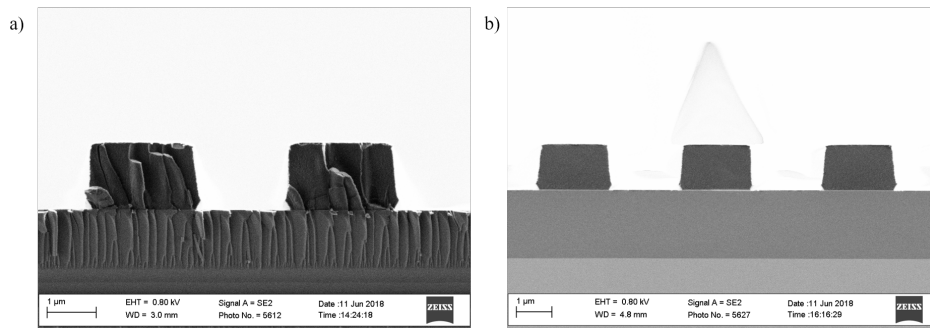 a)
b)
1 µm
EHT = 0.80 kV
WD = 3.0 mm
Signal A = SE2
Photo No. = 5612
Date :11 Jun 2018
Time :14:24:18
ZEISS
1 µm
EHT = 0.80 kV
WD = 4.8 mm
Signal A = SE2
Photo No. = 5627
Date :11 Jun 2018
Time :16:16:29
ZEISS